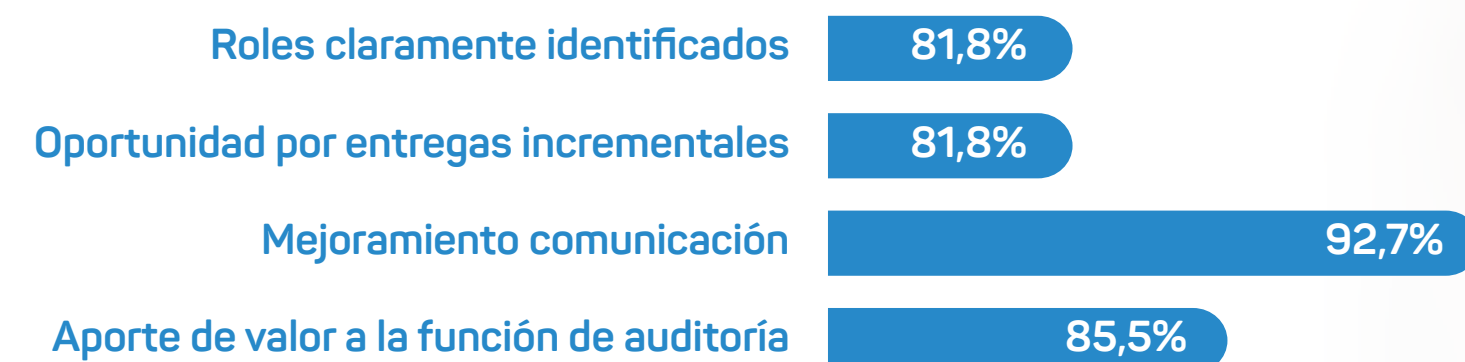 Roles claramente identificados 81,8%
Oportunidad por entregas incrementales 81,8%
Mejoramiento comunicación 92,7%
Aporte de valor a la función de auditoría 85,5%